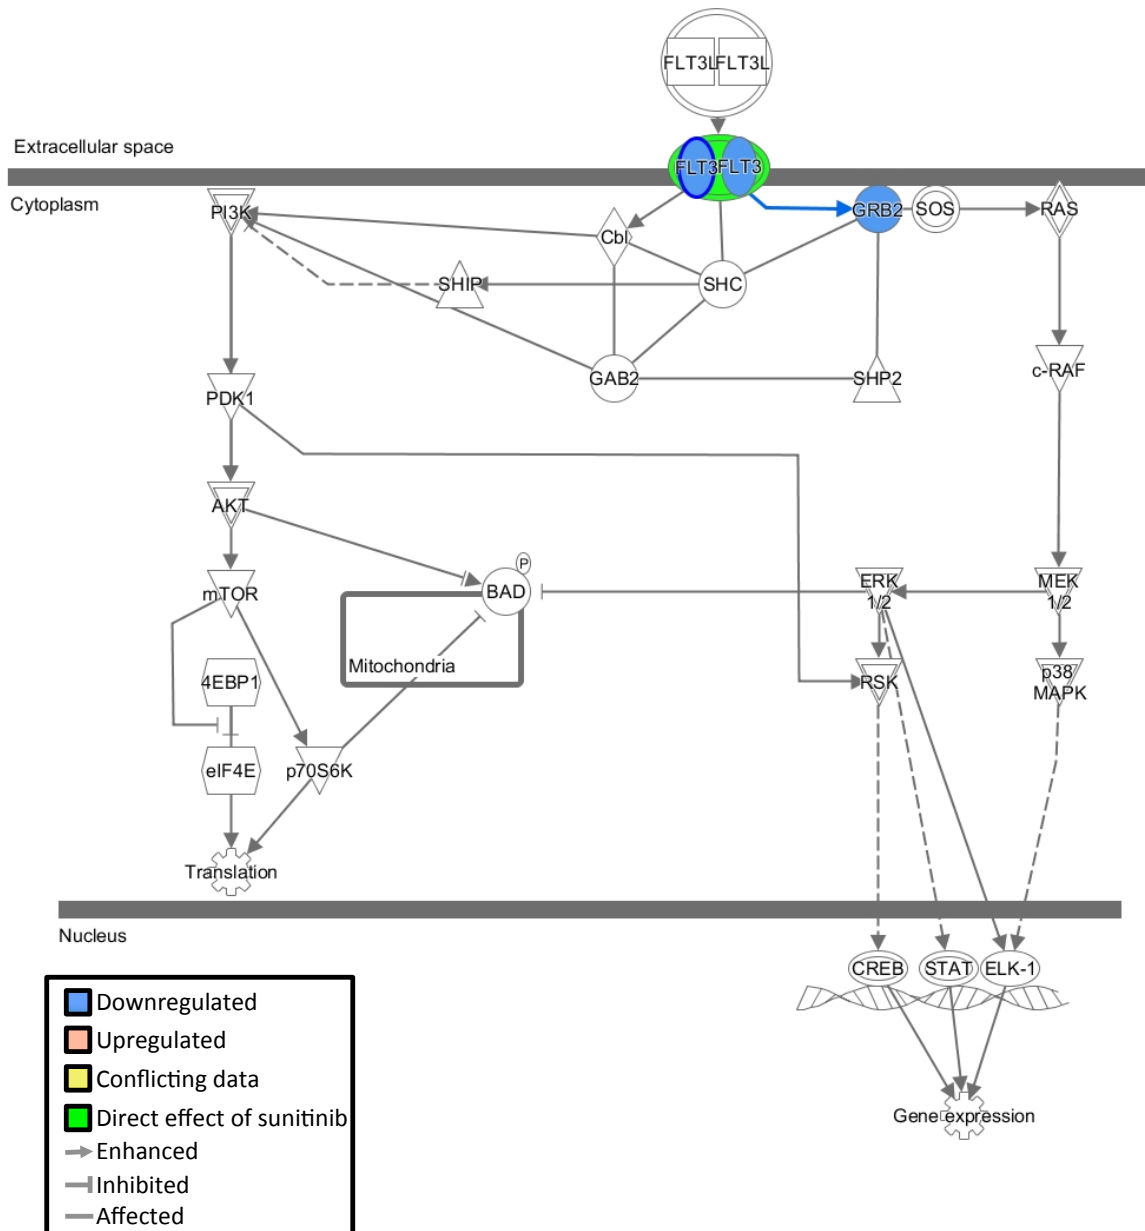 FLT3L FLT3L
Extracellular space
FLT3 FLT3
Cytoplasm
PI3K
GRB2
SOS
RAS
Cbl
SHIP
SHC
GAB2
SHP2
c-RAF
PDK1
AKT
P
BAD
mTOR
ERK
1/2
MEK
1/2
Mitochondria
4EBP1
RSK
p38
MAPK
eIF4E
p70S6K
Translation
Nucleus
CREB
STAT
ELK-1
Gene expression
Downregulated
Upregulated
Conflicting data
Direct effect of sunitinib
Enhanced
Inhibited
Affected